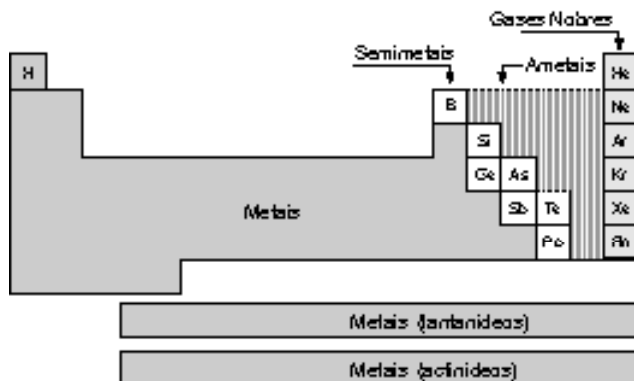 Gases Nobres
Semimetais
Ametais
H
He
B
Ne
Si
Ar
Ge As
Kr
Metais
Sb Te
Xe
Po
Rn
Metais (lantanídeos)
Metais (actinídeos)